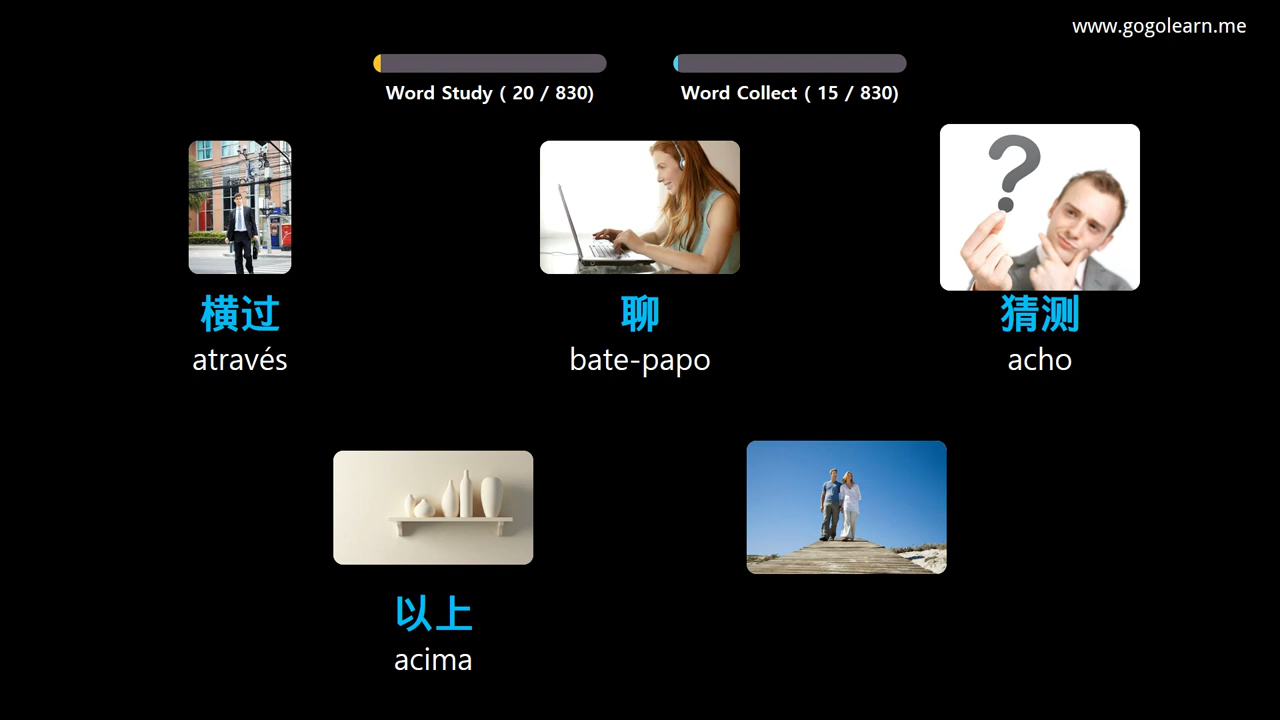 www.gogolearn.me
Word Study ( 20 / 830)
Word Collect ( 15 / 830)
横过
através
聊
bate-papo
猜测
acho
以上
acima